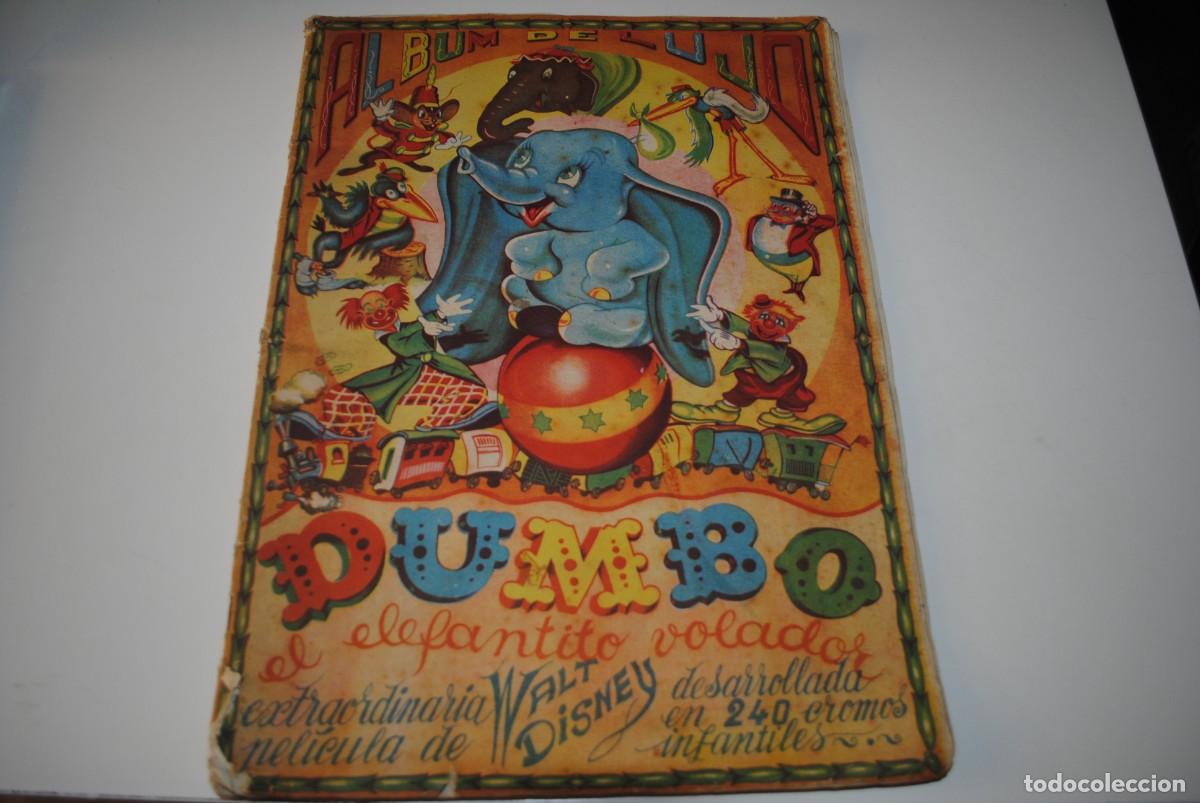 ALBUM DE LUJO
DUMBO
el elefantito volador
extraordinaria WALT desarrollada
película de DISNEY en 240 cromos
infantiles
todocoleccion